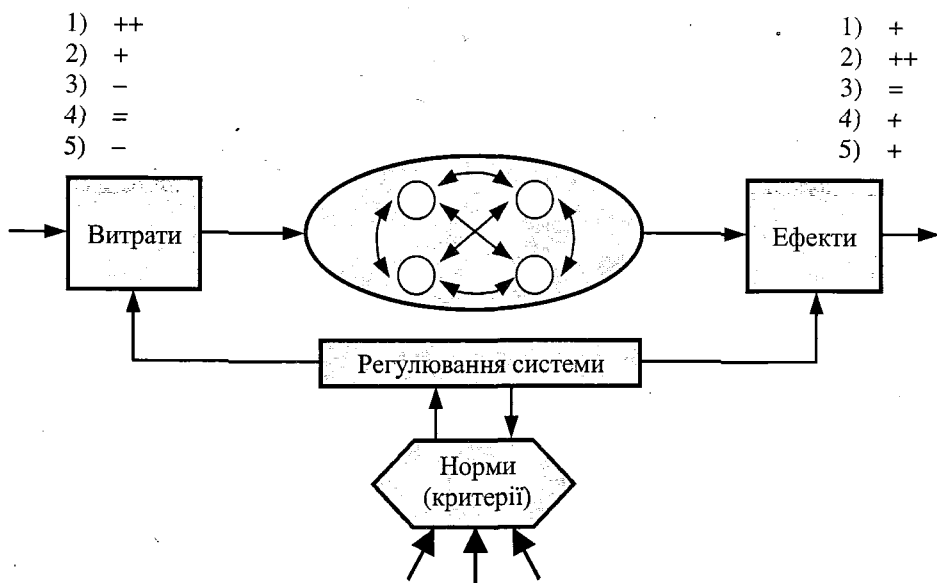 1) ++
2) +
3) –
4) =
5) –
1) +
2) ++
3) =
4) +
5) +
Витрати
Ефекти
Регулювання системи
Норми
(критерії)